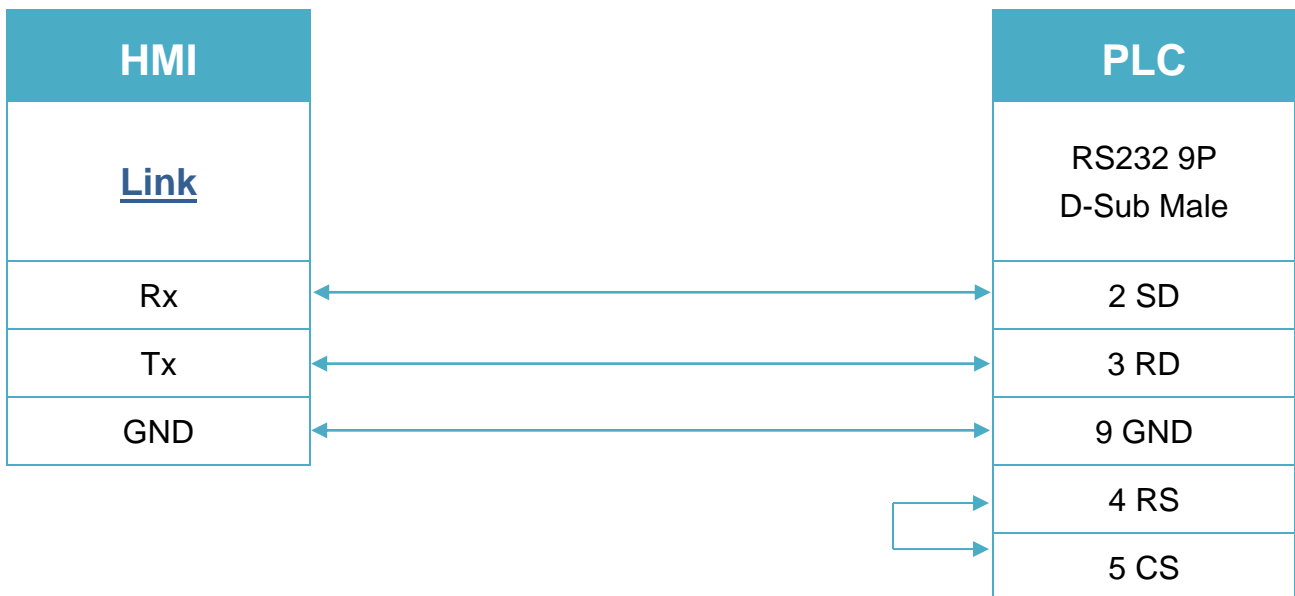 HMI
PLC
Link
RS232 9P
D-Sub Male
Rx
2 SD
Tx
3 RD
GND
9 GND
4 RS
5 CS